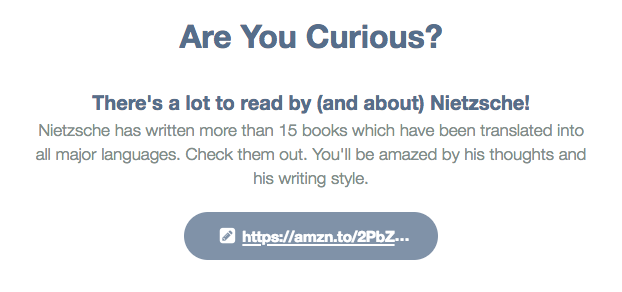 Are You Curious?
There's a lot to read by (and about) Nietzsche!
Nietzsche has written more than 15 books which have been translated into
all major languages. Check them out. You'll be amazed by his thoughts and
his writing style.
https://amzn.to/2PbZ...